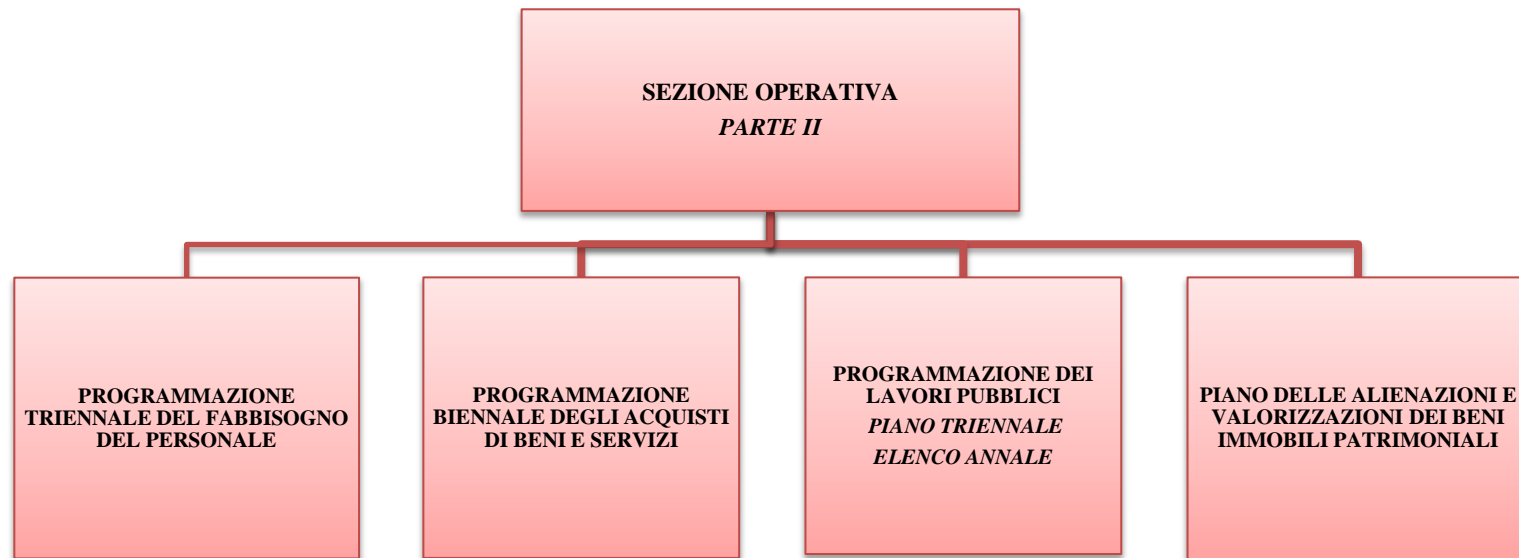 SEZIONE OPERATIVA
PARTE II
PROGRAMMAZIONE
TRIENNALE DEL FABBISOGNO
DEL PERSONALE
PROGRAMMAZIONE
BIENNALE DEGLI ACQUISTI
DI BENI E SERVIZI
PROGRAMMAZIONE DEI
LAVORI PUBBLICI
PIANO TRIENNALE
ELENCO ANNALE
PIANO DELLE ALIENAZIONI E
VALORIZZAZIONI DEI BENI
IMMOBILI PATRIMONIALI